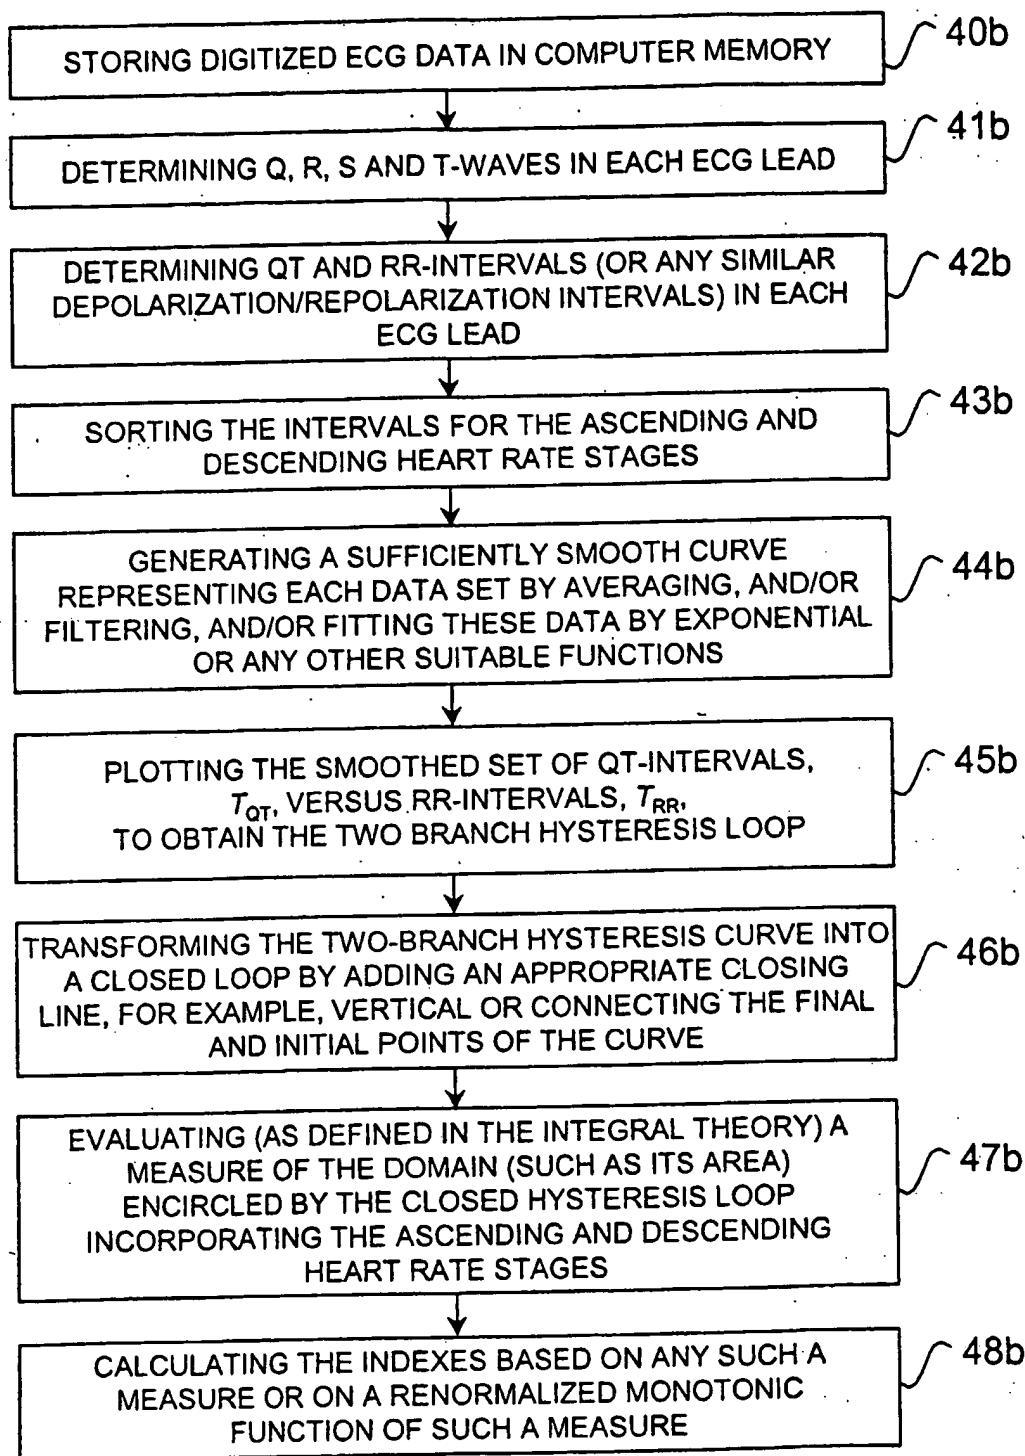 STORING DIGITIZED ECG DATA IN COMPUTER MEMORY
40b
DETERMINING Q, R, S AND T-WAVES IN EACH ECG LEAD
41b
DETERMINING QT AND RR-INTERVALS (OR ANY SIMILAR
DEPOLARIZATION/REPOLARIZATION INTERVALS) IN EACH
ECG LEAD
42b
SORTING THE INTERVALS FOR THE ASCENDING AND
DESCENDING HEART RATE STAGES
43b
GENERATING A SUFFICIENTLY SMOOTH CURVE
REPRESENTING EACH DATA SET BY AVERAGING, AND/OR
FILTERING, AND/OR FITTING THESE DATA BY EXPONENTIAL
OR ANY OTHER SUITABLE FUNCTIONS
44b
PLOTTING THE SMOOTHED SET OF QT-INTERVALS,
TQT, VERSUS RR-INTERVALS, TRR,
TO OBTAIN THE TWO BRANCH HYSTERESIS LOOP
45b
TRANSFORMING THE TWO-BRANCH HYSTERESIS CURVE INTO
A CLOSED LOOP BY ADDING AN APPROPRIATE CLOSING
LINE, FOR EXAMPLE, VERTICAL OR CONNECTING THE FINAL
AND INITIAL POINTS OF THE CURVE
46b
EVALUATING (AS DEFINED IN THE INTEGRAL THEORY) A
MEASURE OF THE DOMAIN (SUCH AS ITS AREA)
ENCIRCLED BY THE CLOSED HYSTERESIS LOOP
INCORPORATING THE ASCENDING AND DESCENDING
HEART RATE STAGES
47b
CALCULATING THE INDEXES BASED ON ANY SUCH A
MEASURE OR ON A RENORMALIZED MONOTONIC
FUNCTION OF SUCH A MEASURE
48b